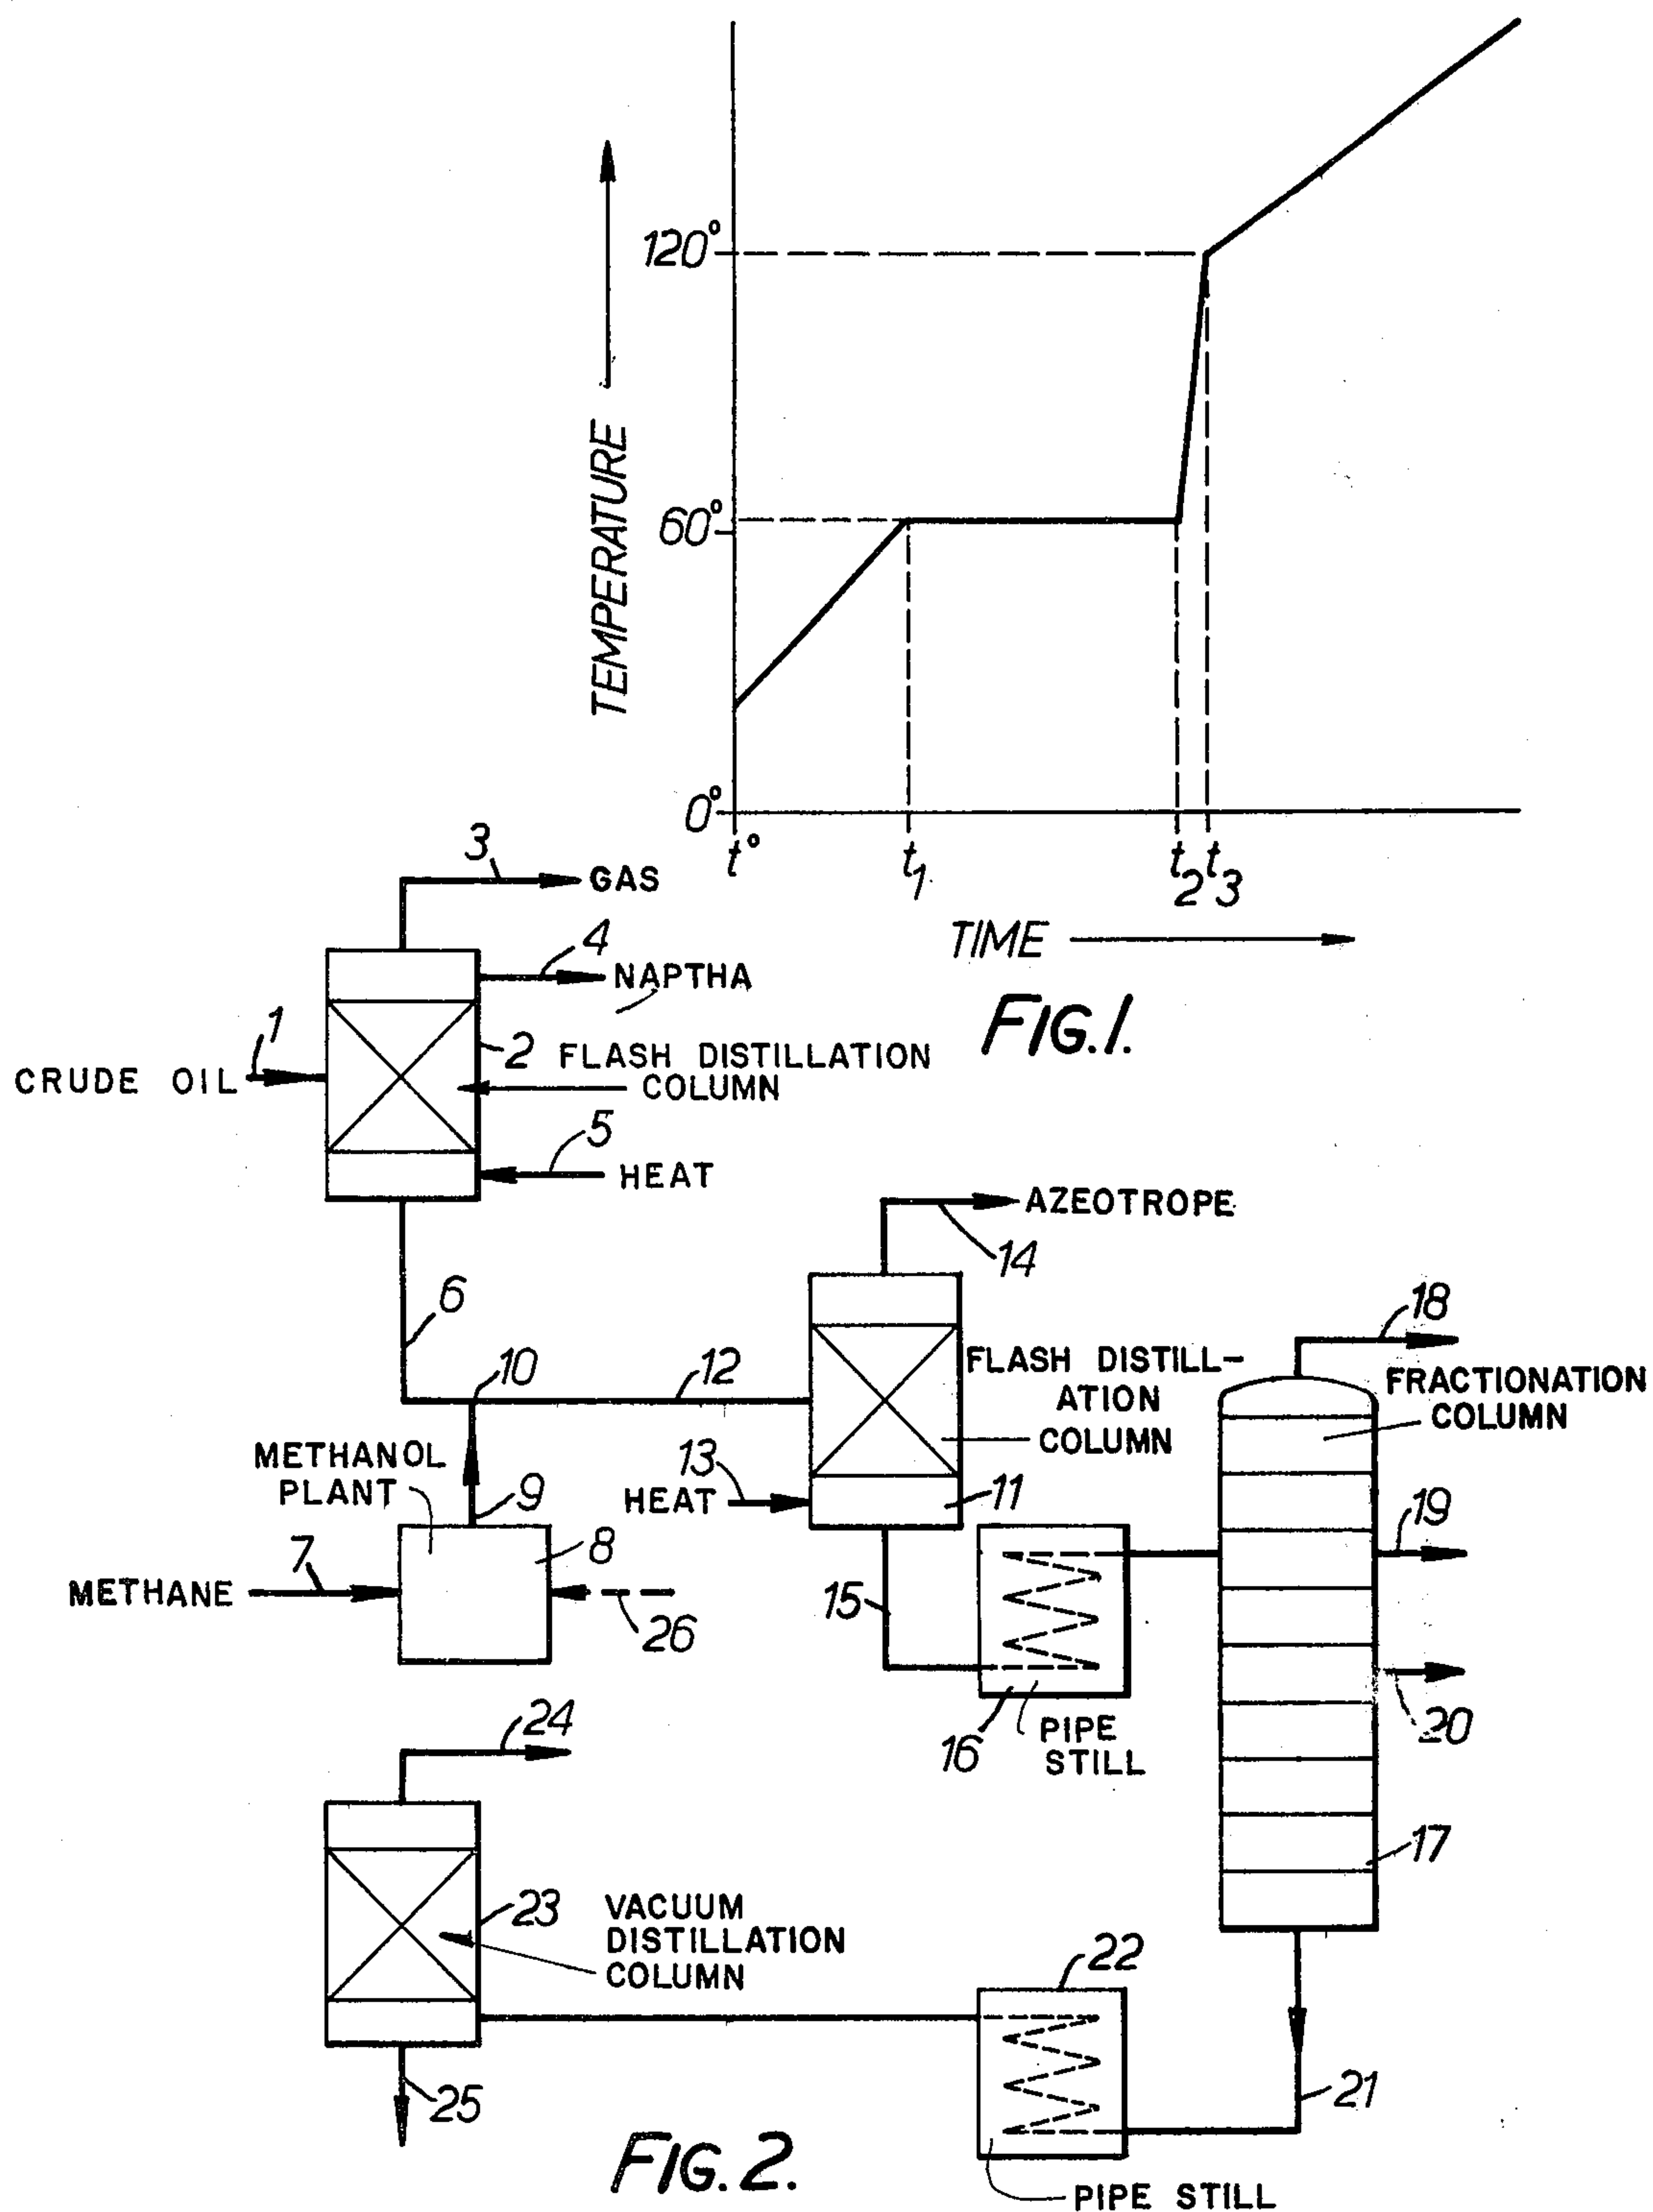 120°
60°
0°
TEMPERATURE
t°
t1
t2
t3
TIME
FIG.1.
3
GAS
4
NAPTHA
1
CRUDE OIL
2
FLASH DISTILLATION
COLUMN
5
HEAT
6
10
12
14
AZEOTROPE
FLASH DISTILL-
ATION
COLUMN
13
HEAT
11
METHANOL
PLANT
9
7
METHANE
8
26
15
16
PIPE
STILL
18
FRACTIONATION
COLUMN
19
20
17
24
23
VACUUM
DISTILLATION
COLUMN
25
22
21
PIPE STILL
FIG.2.